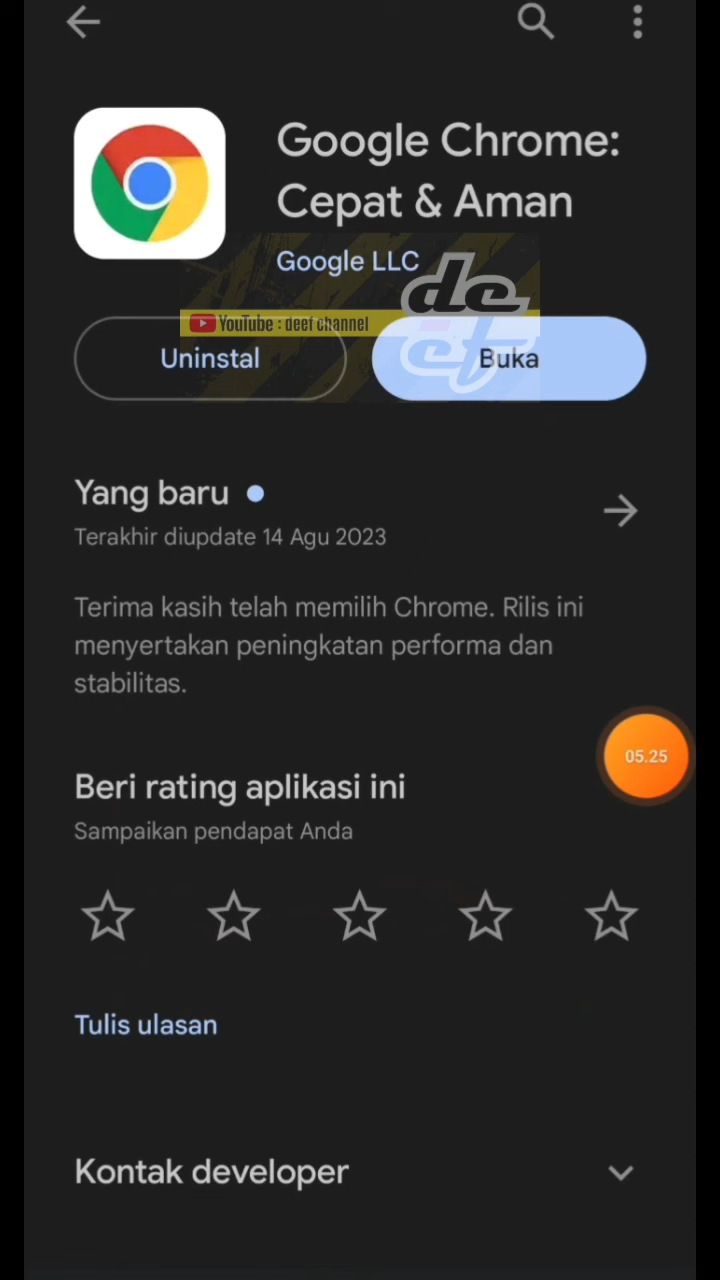 Google Chrome:
Cepat & Aman
Google LLC
de
ef
YouTube : deef channel
Uninstal
Buka
Yang baru
Terakhir diupdate 14 Agu 2023
Terima kasih telah memilih Chrome. Rilis ini
menyertakan peningkatan performa dan
stabilitas.
05.25
Beri rating aplikasi ini
Sampaikan pendapat Anda
Tulis ulasan
Kontak developer